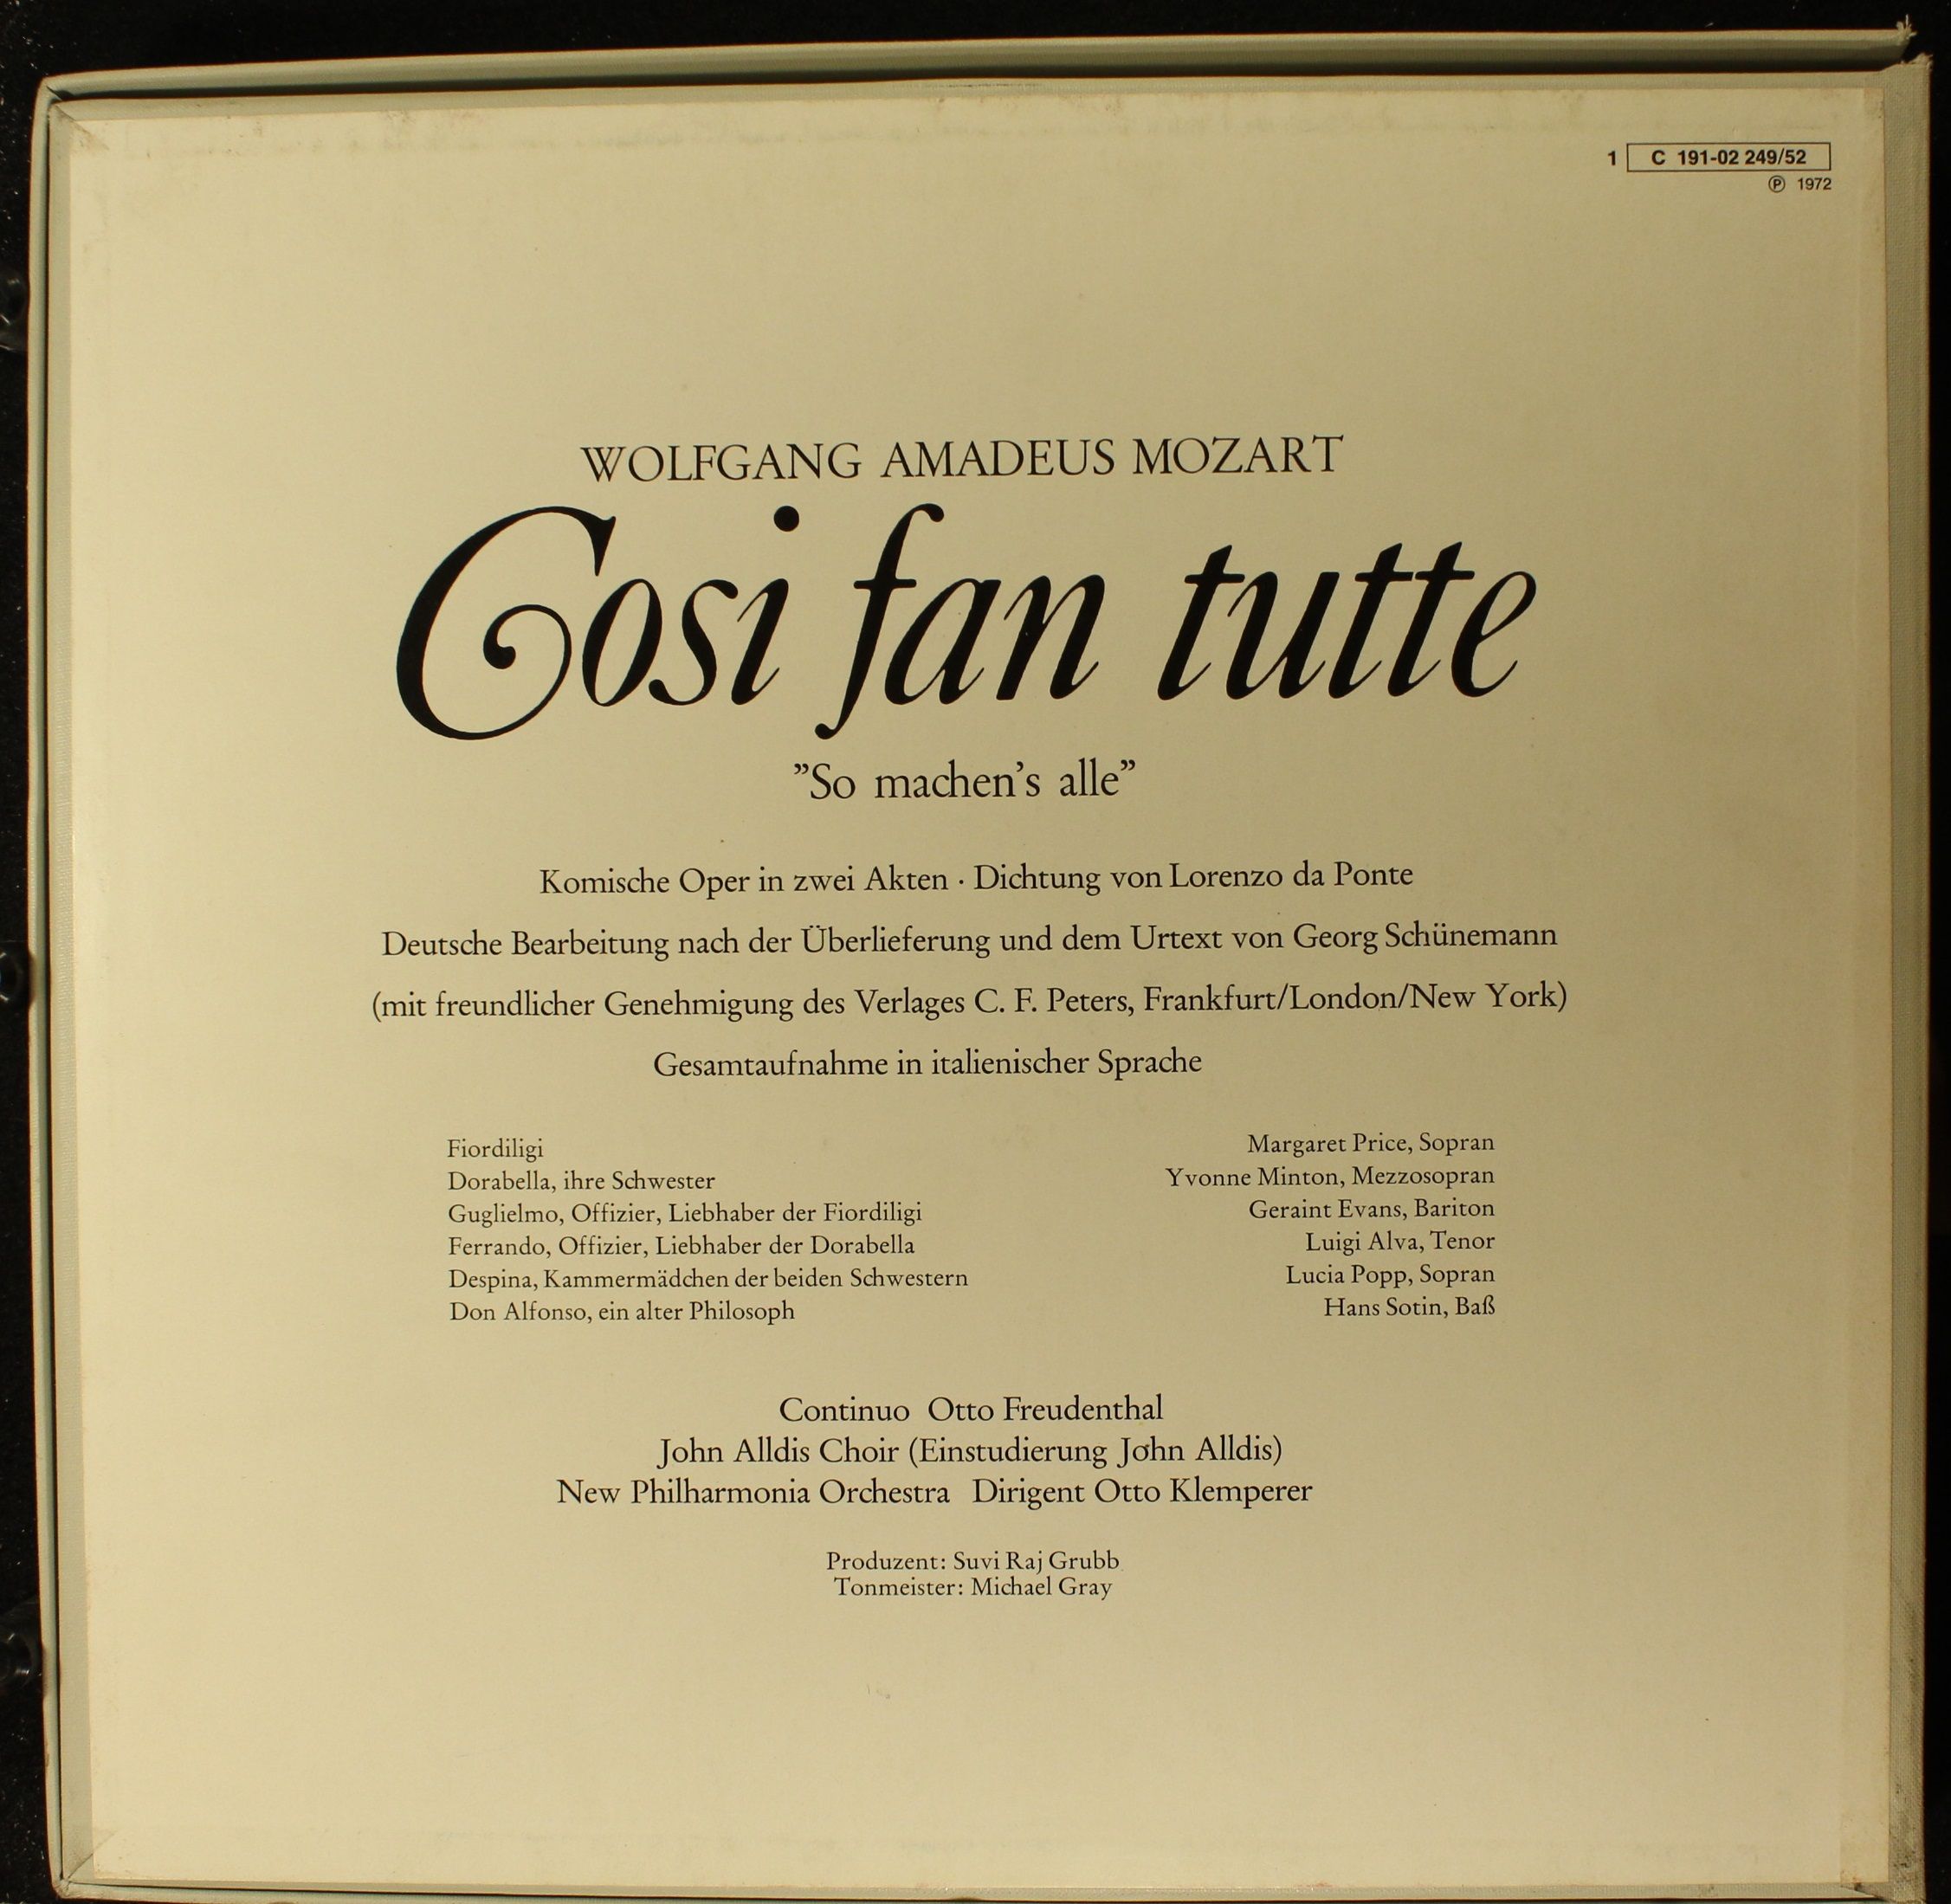 1 C 191-02 249/52
Ⓟ 1972
WOLFGANG AMADEUS MOZART
Cosi fan tutte
”So machen’s alle”
Komische Oper in zwei Akten · Dichtung von Lorenzo da Ponte
Deutsche Bearbeitung nach der Überlieferung und dem Urtext von Georg Schünemann
(mit freundlicher Genehmigung des Verlages C. F. Peters, Frankfurt/London/New York)
Gesamtaufnahme in italienischer Sprache
Fiordiligi Margaret Price, Sopran
Dorabella, ihre Schwester Yvonne Minton, Mezzosopran
Guglielmo, Offizier, Liebhaber der Fiordiligi Geraint Evans, Bariton
Ferrando, Offizier, Liebhaber der Dorabella Luigi Alva, Tenor
Despina, Kammermädchen der beiden Schwestern Lucia Popp, Sopran
Don Alfonso, ein alter Philosoph Hans Sotin, Baß
Continuo Otto Freudenthal
John Alldis Choir (Einstudierung John Alldis)
New Philharmonia Orchestra Dirigent Otto Klemperer
Produzent: Suvi Raj Grubb
Tonmeister: Michael Gray